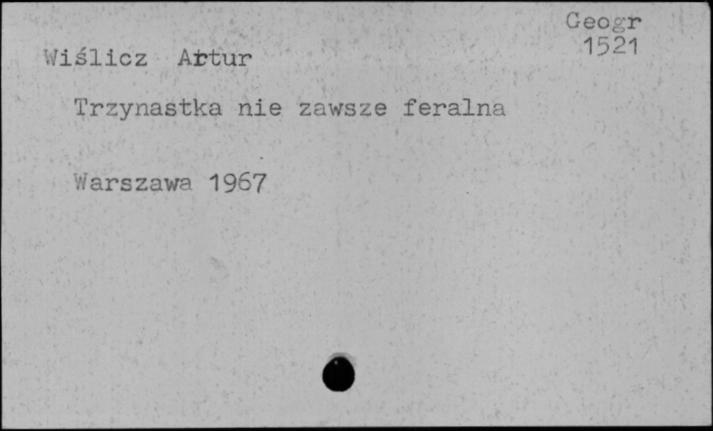 Geogr
1521
Wiślicz Artur
Trzynastka nie zawsze feralna
Warszawa 1967